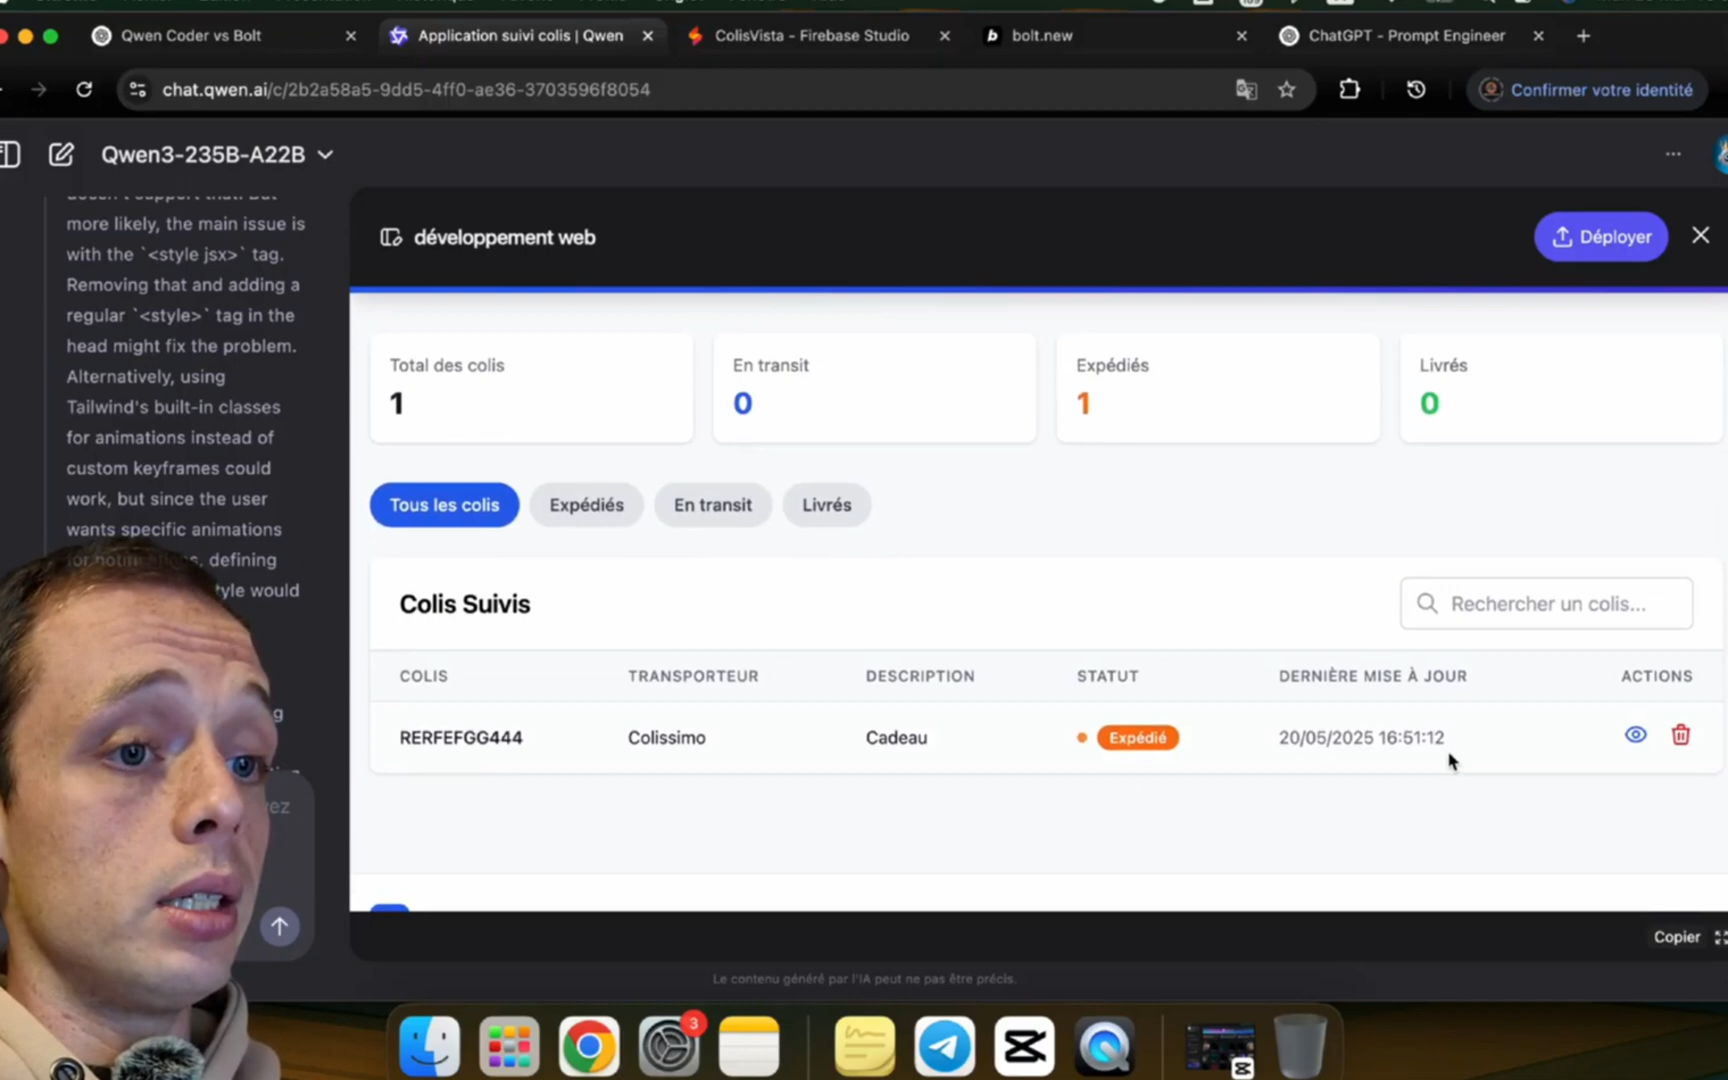 Qwen Coder vs Bolt
Application suivi colis | Qwen
ColisVista - Firebase Studio
bolt.new
ChatGPT - Prompt Engineer
chat.qwen.ai/c/2b2a58a5-9dd5-4ff0-ae36-3703596f8054
Confirmer votre identité
Qwen3-235B-A22B
doesn't support that. But
more likely, the main issue is
with the `<style jsx>` tag.
Removing that and adding a
regular `<style>` tag in the
head might fix the problem.
Alternatively, using
Tailwind's built-in classes
for animations instead of
custom keyframes could
work, but since the user
wants specific animations
for notifications, defining
tyle would
développement web
Déployer
Total des colis
1
En transit
0
Expédiés
1
Livrés
0
Tous les colis
Expédiés
En transit
Livrés
Colis Suivis
Rechercher un colis...
COLIS TRANSPORTEUR DESCRIPTION STATUT DERNIÈRE MISE À JOUR ACTIONS
RERFEFGG444 Colissimo Cadeau Expédié 20/05/2025 16:51:12
Copier
Le contenu généré par l'IA peut ne pas être précis.
3